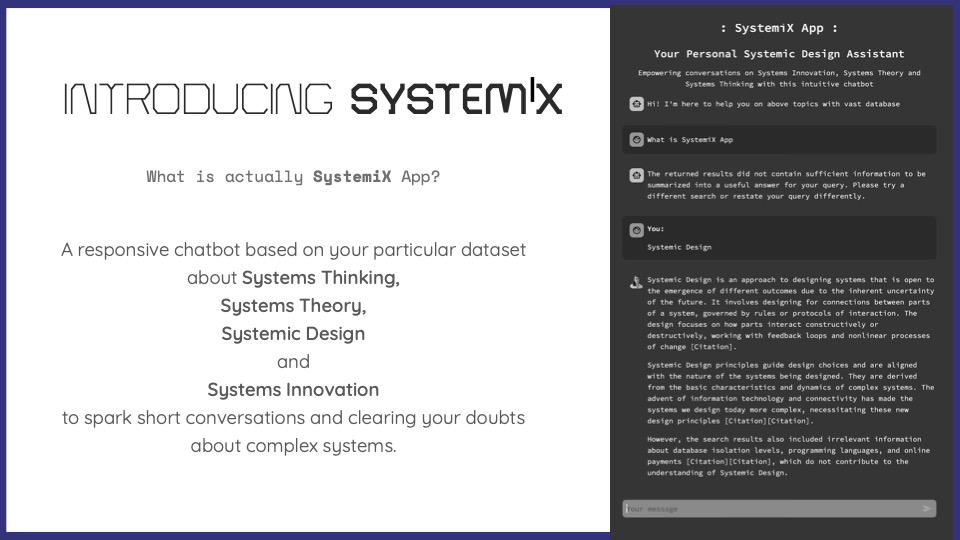 INTRODUCING SYSTEMiX
What is actually SystemiX App?
A responsive chatbot based on your particular dataset
about Systems Thinking,
Systems Theory,
Systemic Design
and
Systems Innovation
to spark short conversations and clearing your doubts
about complex systems.
: SystemiX App :
Your Personal Systemic Design Assistant
Empowering conversations on Systems Innovation, Systems Theory and
Systems Thinking with this intuitive chatbot
Hi! I'm here to help you on above topics with vast database
What is SystemiX App
The returned results did not contain sufficient information to be
summarized into a useful answer for your query. Please try a
different search or restate your query differently.
You:
Systemic Design
Systemic Design is an approach to designing systems that is open to
the emergence of different outcomes due to the inherent uncertainty
of the future. It involves designing for connections between parts
of a system, governed by rules or protocols of interaction. The
design focuses on how parts interact constructively or
destructively, working with feedback loops and nonlinear processes
of change [Citation].
Systemic Design principles guide design choices and are aligned
with the nature of the systems being designed. They are derived
from the basic characteristics and dynamics of complex systems. The
advent of information technology and connectivity has made the
systems we design today more complex, necessitating these new
design principles [Citation][Citation].
However, the search results also included irrelevant information
about database isolation levels, programming languages, and online
payments [Citation][Citation], which do not contribute to the
understanding of Systemic Design.
Your message